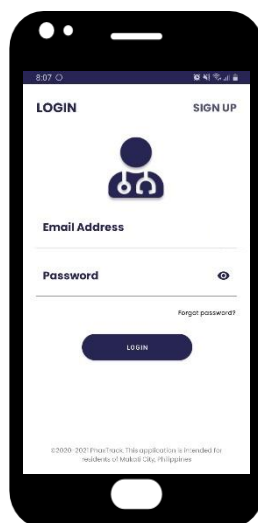 8:07
LOGIN SIGN UP
Email Address
Password
Forgot password?
LOGIN
©2020-2021 PhasTrack. This application is intended for
residents of Makati City, Philippines